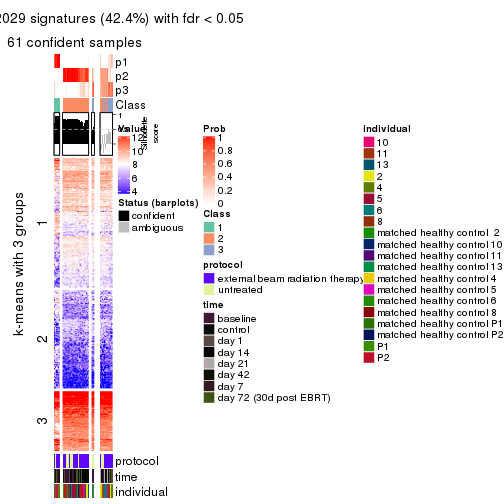 2029 signatures (42.4%) with fdr < 0.05
61 confident samples
p1
p2
p3
Class
1
Silhouette
score
k-means with 3 groups
1
2
3
protocol
time
individual
Value
12
10
8
6
4
Status (barplots)
confident
ambiguous
Prob
1
0.8
0.6
0.4
0.2
0
Class
1
2
3
protocol
external beam radiation therapy
untreated
time
baseline
control
day 1
day 14
day 21
day 42
day 7
day 72 (30d post EBRT)
individual
10
11
13
2
4
5
6
8
matched healthy control 2
matched healthy control 10
matched healthy control 11
matched healthy control 13
matched healthy control 4
matched healthy control 5
matched healthy control 6
matched healthy control 8
matched healthy control P1
matched healthy control P2
P1
P2